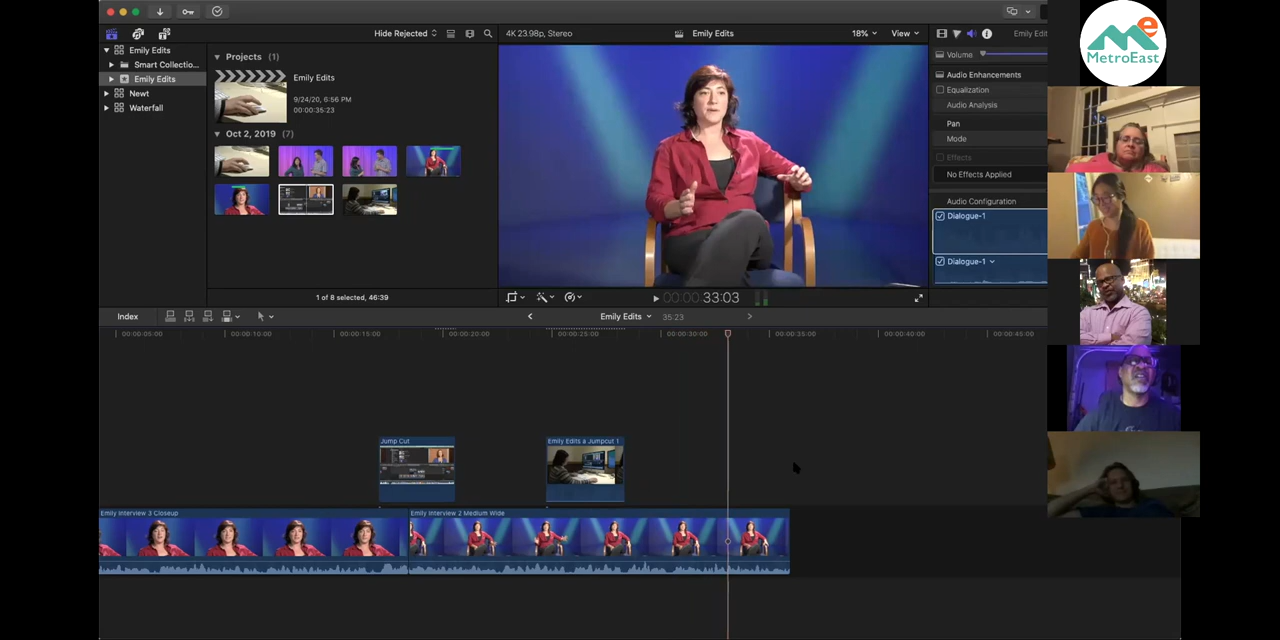 Hide Rejected
4K 23.98p, Stereo
Emily Edits
18%
View
Emily Edi
Emily Edits
Smart Collectio...
Emily Edits
Newt
Waterfall
Projects (1)
Emily Edits
9/24/20, 6:56 PM
00:00:35:23
Oct 2, 2019 (7)
1 of 8 selected, 46:39
00:00:00:33:03
Volume
Audio Enhancements
Equalization
Audio Analysis
Pan
Mode
Effects
No Effects Applied
Audio Configuration
Dialogue-1
Dialogue-1
me
MetroEast
Index
Emily Edits
35:23
00:00:05:00
00:00:10:00
00:00:15:00
00:00:20:00
00:00:25:00
00:00:30:00
00:00:35:00
00:00:40:00
00:00:45:00
Jump Cut
Emily Edits a Jumpcut 1
Emily Interview 3 Closeup
Emily Interview 2 Medium Wide